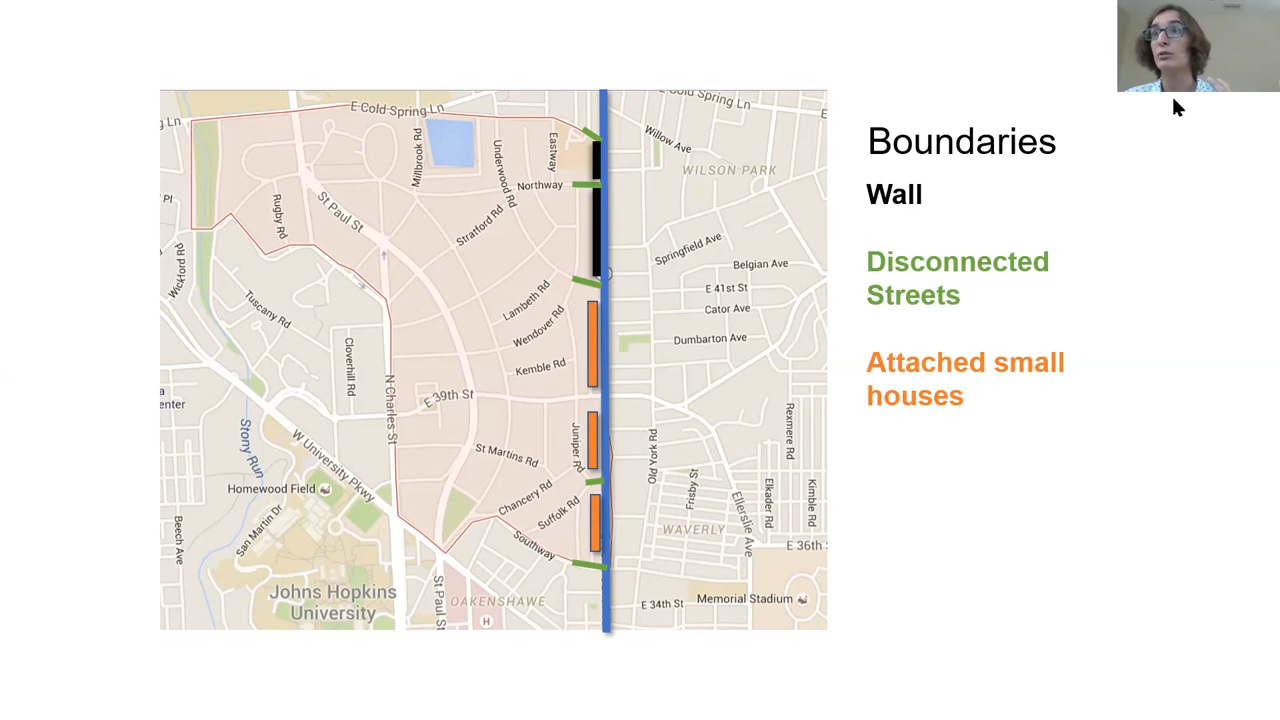 E Cold Spring Ln
E Cold Spring Ln
g Ln
E
Willow Ave
Boundaries
Wall
Eastway
Millbrook Rd
Underwood Rd
WILSON PARK
Northway
Pl
Rugby Rd
St Paul St
Stratford Rd
Springfield Ave
Disconnected
Streets
Wickford Rd
Belgian Ave
E 41st St
Lambeth Rd
Tuscany Rd
Cator Ave
Wendover Rd
Dumbarton Ave
Cloverhill Rd
Kemble Rd
Attached small
houses
N Charles St
E 39th St
a
enter
Juniper Rd
Old York Rd
Rexmere Rd
Stony Run
W University Pkwy
St Martins Rd
Homewood Field
Chancery Rd
Suffolk Rd
Frisby St
Ellerslie Ave
Elkader Rd
Kimble Rd
San Martin Dr
Beech Ave
Southway
WAVERLY
E 36th
Johns Hopkins
University
St Paul St
OAKENSHAWE
H
E 34th St
Memorial Stadium